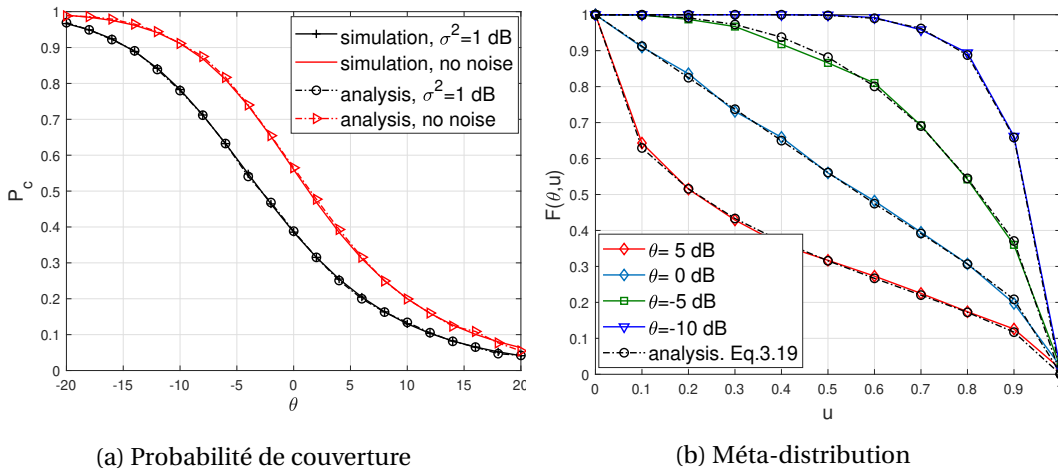 1
0.9
0.8
0.7
0.6
0.5
0.4
0.3
0.2
0.1
0
P_c
-20
-15
-10
-5
0
5
10
15
20
θ
simulation, σ²=1 dB
simulation, no noise
analysis, σ²=1 dB
analysis, no noise
(a) Probabilité de couverture
1
0.9
0.8
0.7
0.6
0.5
0.4
0.3
0.2
0.1
0
F(θ,u)
0
0.1
0.2
0.3
0.4
0.5
0.6
0.7
0.8
0.9
u
θ= 5 dB
θ= 0 dB
θ=-5 dB
θ=-10 dB
analysis. Eq.3.19
(b) Méta-distribution